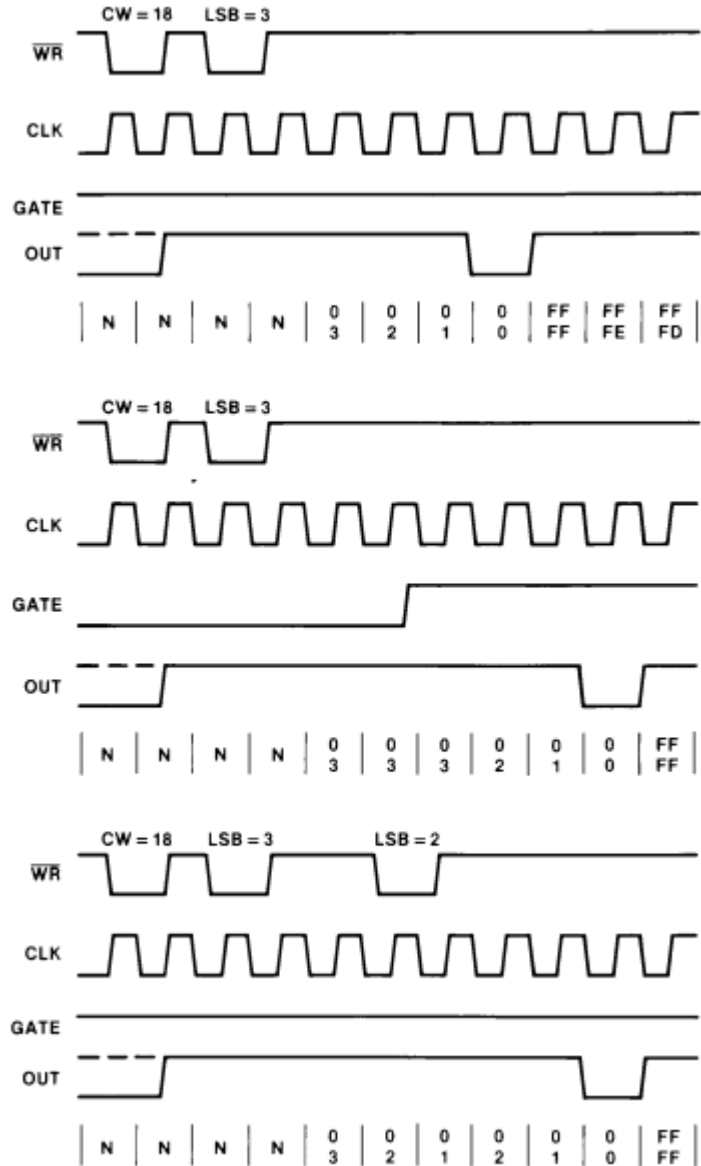 CW = 18 LSB = 3
WR
CLK
GATE
OUT
N N N N 0 0 0 0 FF FF FF
3 2 1 0 FF FE FD
CW = 18 LSB = 3
WR
CLK
GATE
OUT
N N N N 0 0 0 0 0 0 FF
3 3 3 2 1 0 FF
CW = 18 LSB = 3 LSB = 2
WR
CLK
GATE
OUT
N N N N 0 0 0 0 0 0 FF
3 2 1 2 1 0 FF